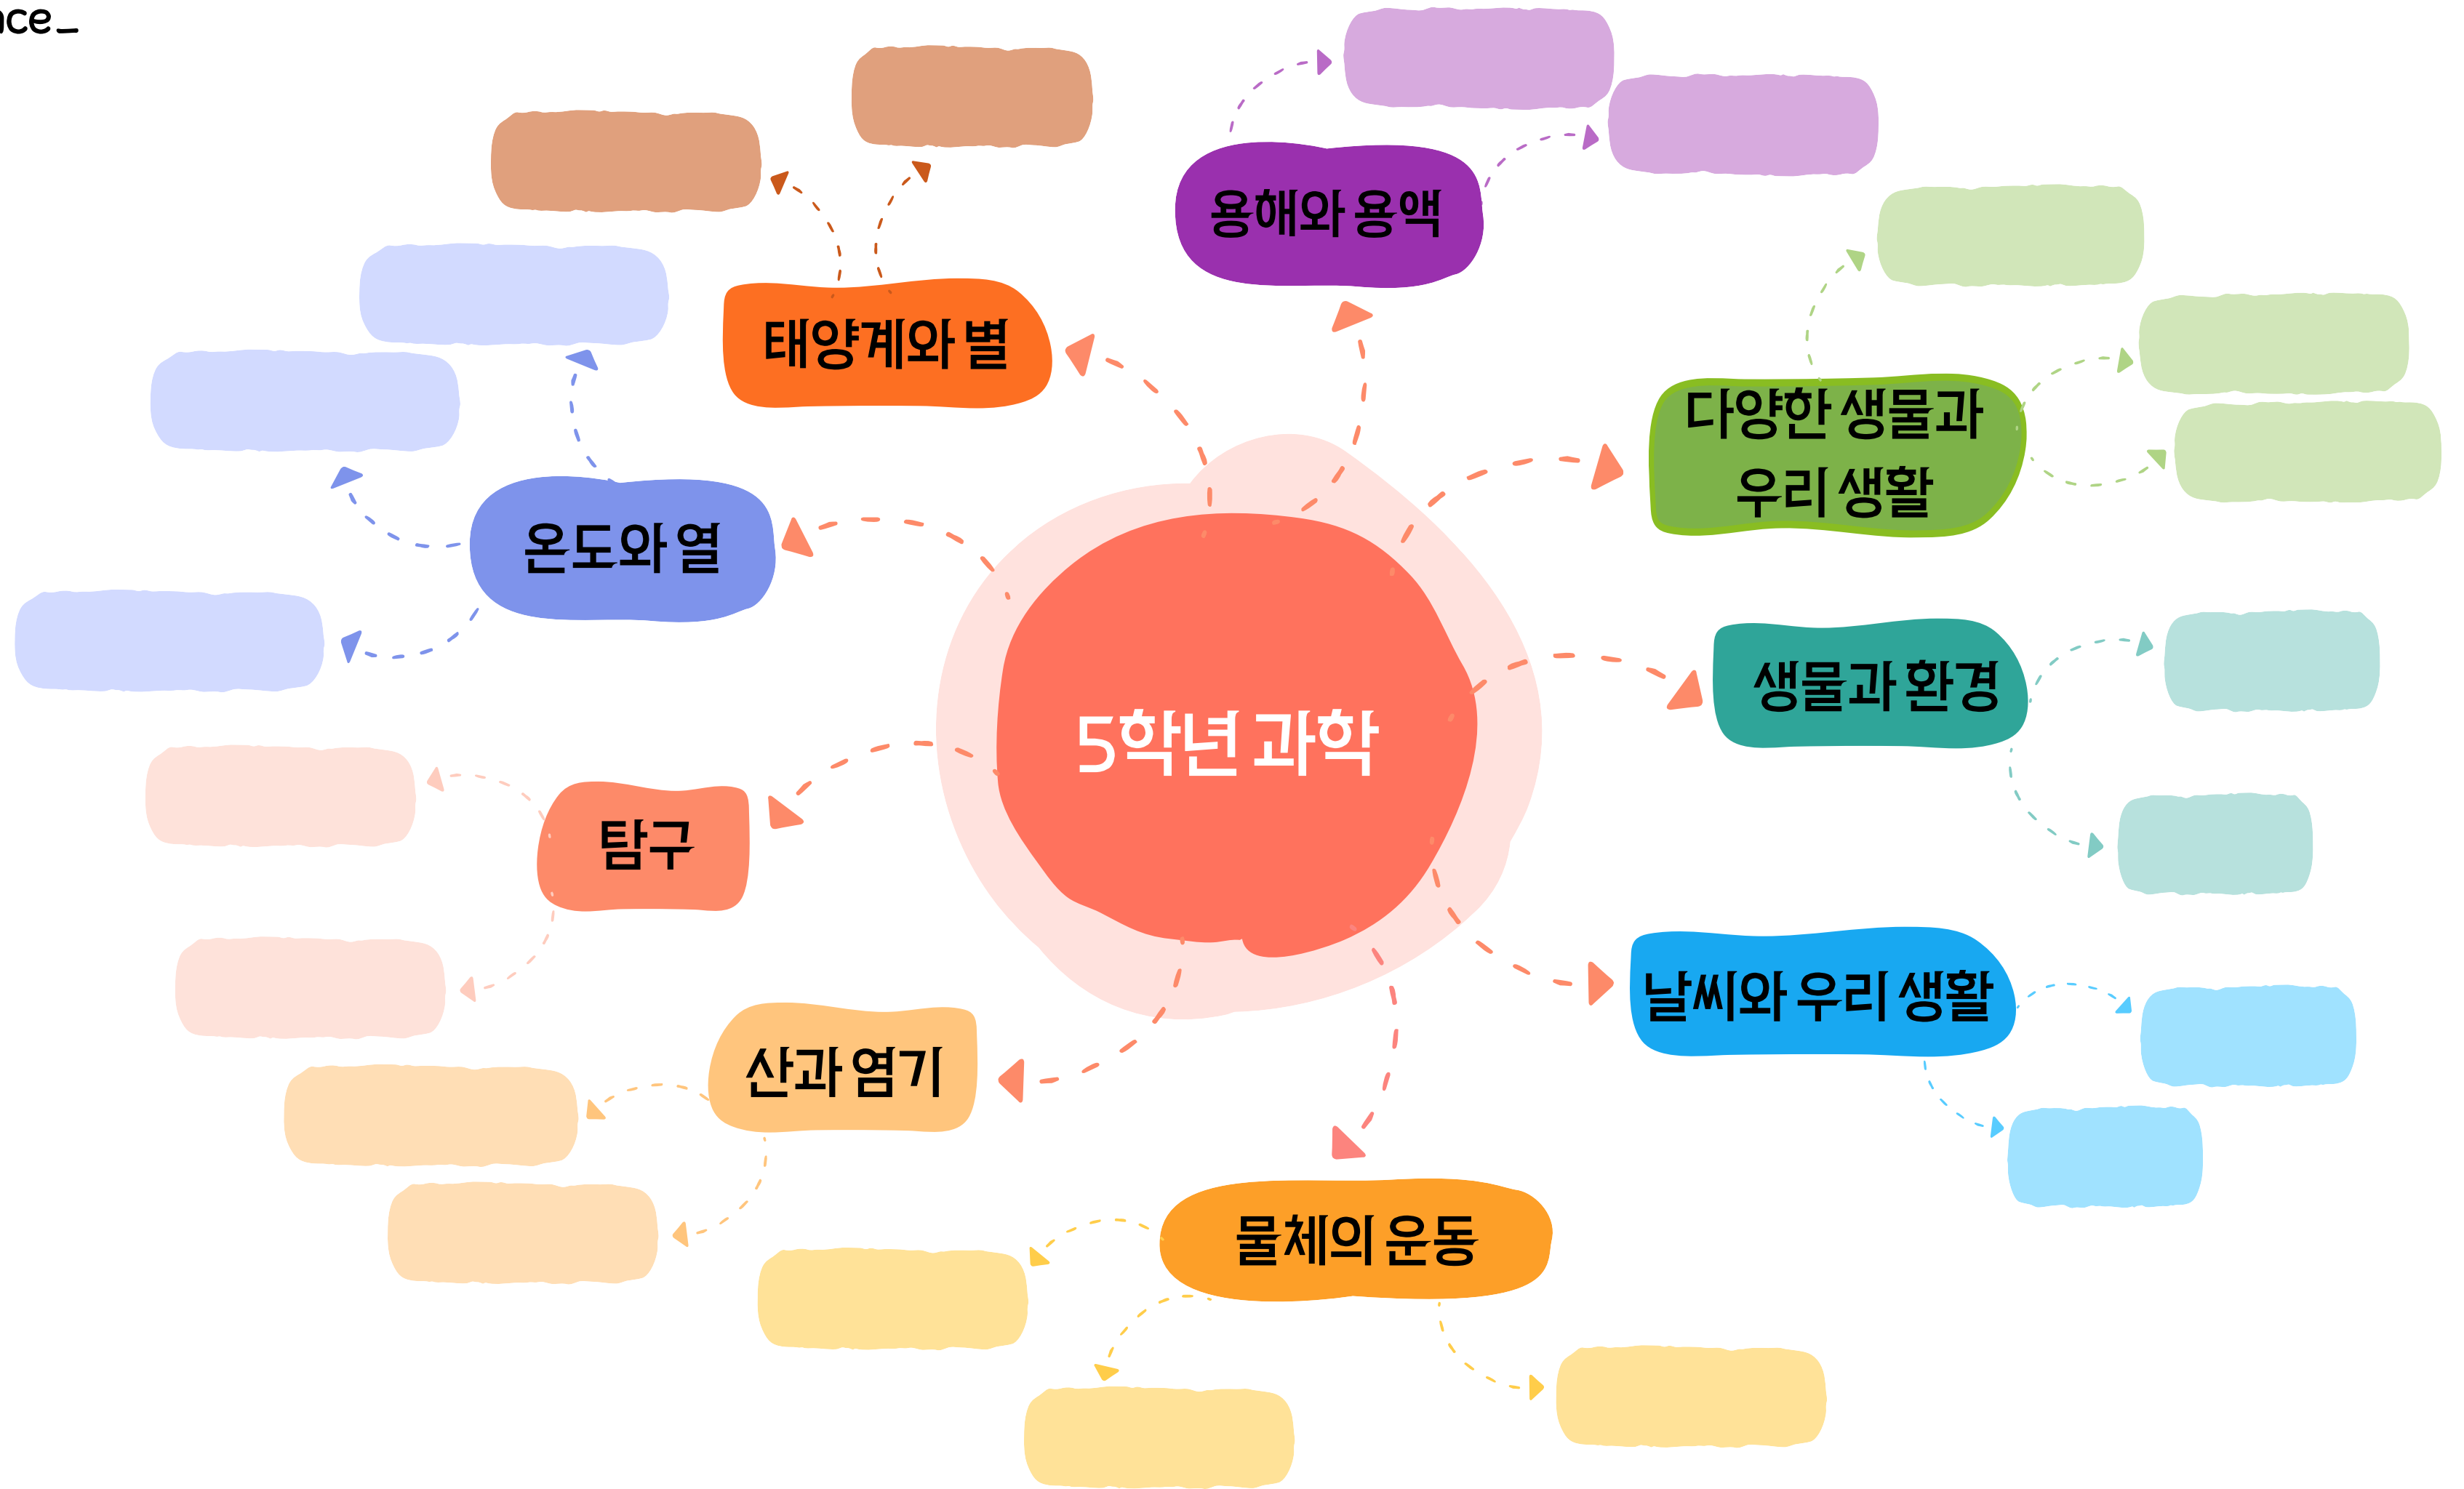 nce_
용해와 용액
태양계와 별
다양한 생물과
우리 생활
온도와 열
생물과 환경
5학년 과학
탐구
날씨와 우리 생활
산과 염기
물체의 운동